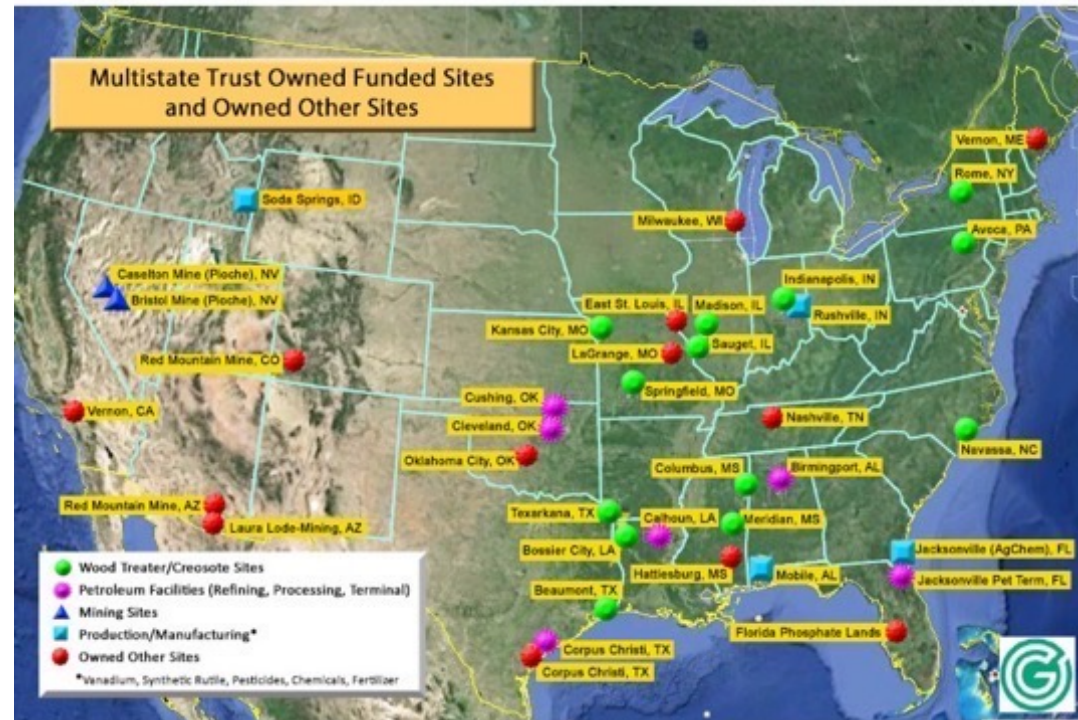 Multistate Trust Owned Funded Sites
and Owned Other Sites
Vernon, ME
Rome, NY
Soda Springs, ID
Milwaukee, WI
Avoca, PA
Caselton Mine (Pioche), NV
Bristol Mine (Pioche), NV
Indianapolis, IN
East St. Louis, IL
Madison, IL
Rushville, IN
Kansas City, MO
Sauget, IL
LaGrange, MO
Red Mountain Mine, CO
Springfield, MO
Cushing, OK
Vernon, CA
Nashville, TN
Cleveland, OK
Navassa, NC
Oklahoma City, OK
Columbus, MS
Birmingport, AL
Red Mountain Mine, AZ
Texarkana, TX
Calhoun, LA
Meridian, MS
Laura Lode-Mining, AZ
Bossier City, LA
Jacksonville (AgChem), FL
Hattiesburg, MS
Mobile, AL
Jacksonville Pet Term, FL
Beaumont, TX
Florida Phosphate Lands
Corpus Christi, TX
Corpus Christi, TX
Wood Treater/Creosote Sites
Petroleum Facilities (Refining, Processing, Terminal)
Mining Sites
Production/Manufacturing*
Owned Other Sites
*Vanadium, Synthetic Rutile, Pesticides, Chemicals, Fertilizer